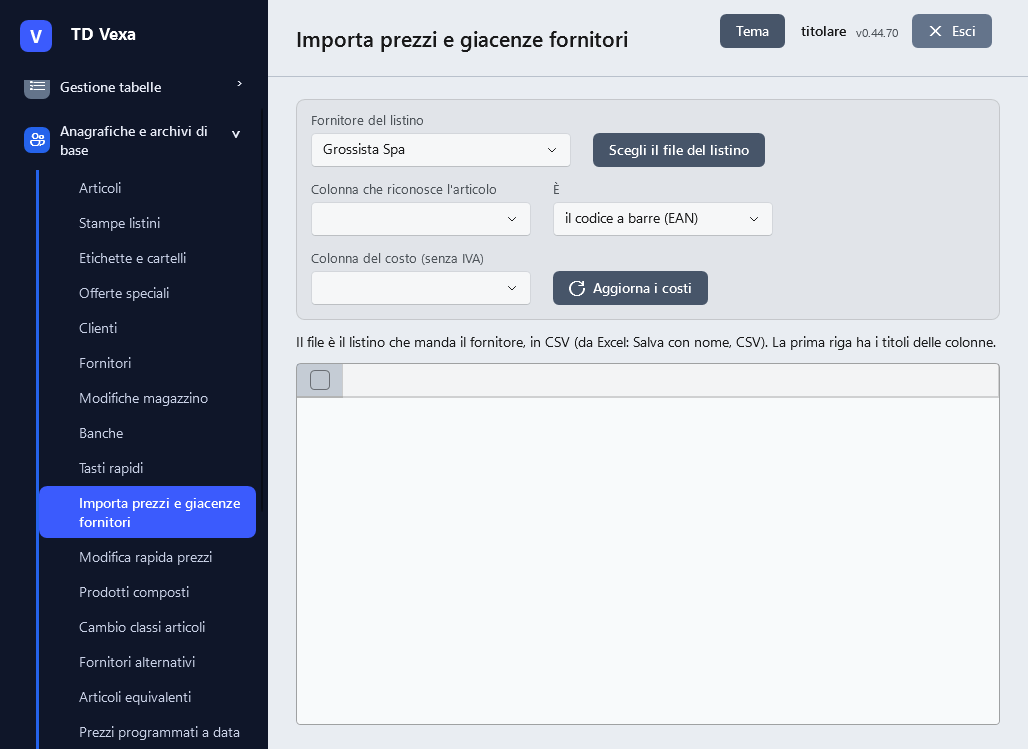 V
TD Vexa
Gestione tabelle
Anagrafiche e archivi di
base
Articoli
Stampe listini
Etichette e cartelli
Offerte speciali
Clienti
Fornitori
Modifiche magazzino
Banche
Tasti rapidi
Importa prezzi e giacenze
fornitori
Modifica rapida prezzi
Prodotti composti
Cambio classi articoli
Fornitori alternativi
Articoli equivalenti
Prezzi programmati a data
Importa prezzi e giacenze fornitori
Tema
titolare v0.44.70
Esci
Fornitore del listino
Grossista Spa
Scegli il file del listino
Colonna che riconosce l'articolo
È
il codice a barre (EAN)
Colonna del costo (senza IVA)
Aggiorna i costi
Il file è il listino che manda il fornitore, in CSV (da Excel: Salva con nome, CSV). La prima riga ha i titoli delle colonne.